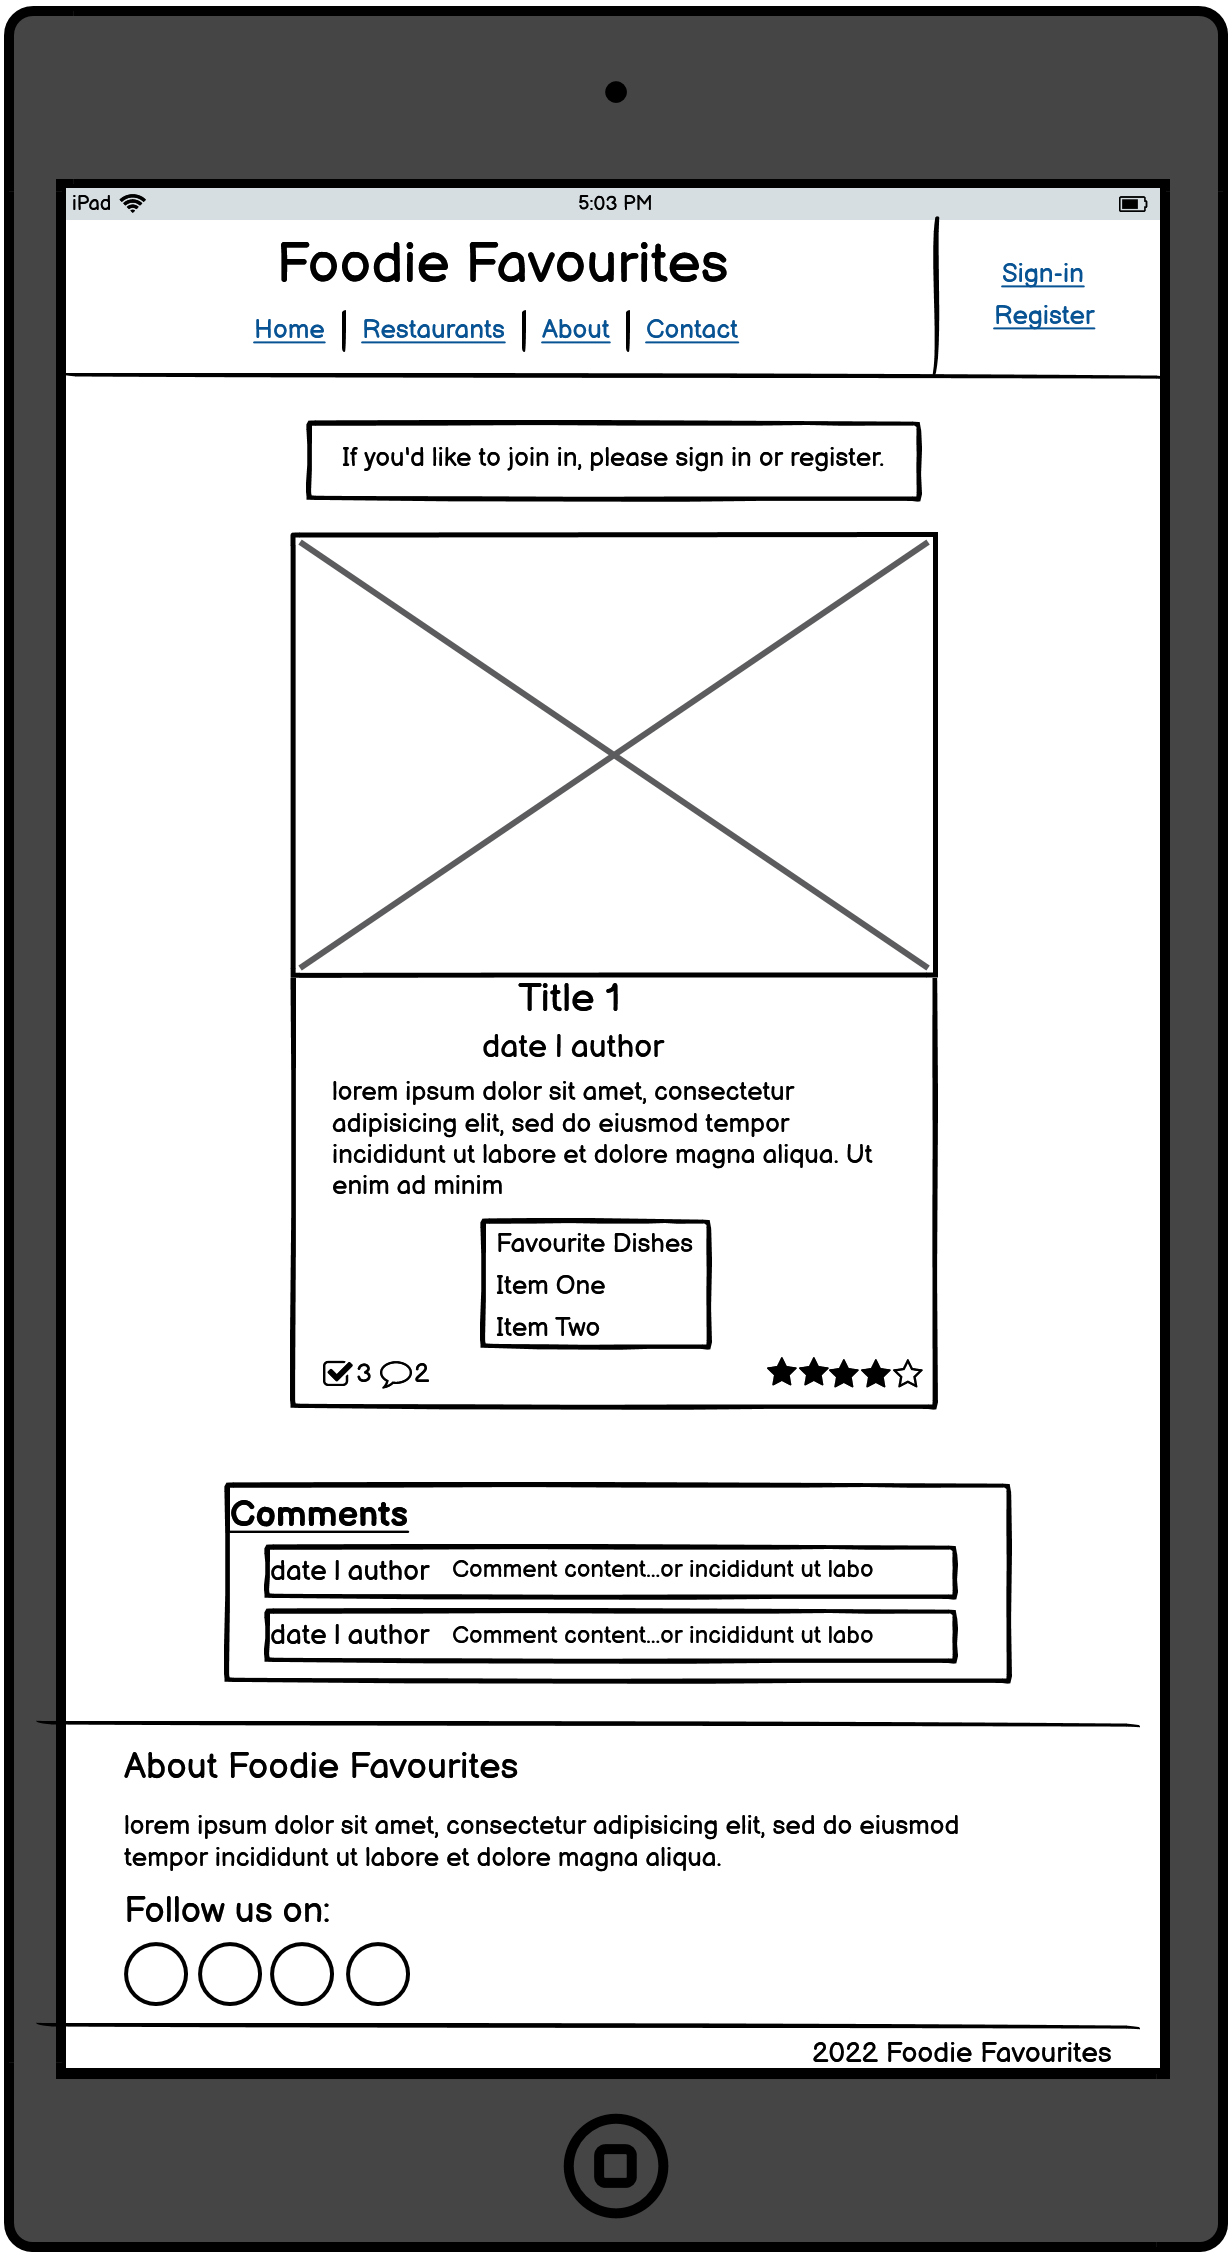 iPad 5:03 PM
Foodie Favourites
Home Restaurants About Contact
Sign-in
Register
If you'd like to join in, please sign in or register.
Title 1
date | author
lorem ipsum dolor sit amet, consectetur
adipisicing elit, sed do eiusmod tempor
incididunt ut labore et dolore magna aliqua. Ut
enim ad minim
Favourite Dishes
Item One
Item Two
3 2
Comments
date | author Comment content...or incididunt ut labo
date | author Comment content...or incididunt ut labo
About Foodie Favourites
lorem ipsum dolor sit amet, consectetur adipisicing elit, sed do eiusmod
tempor incididunt ut labore et dolore magna aliqua.
Follow us on:
2022 Foodie Favourites